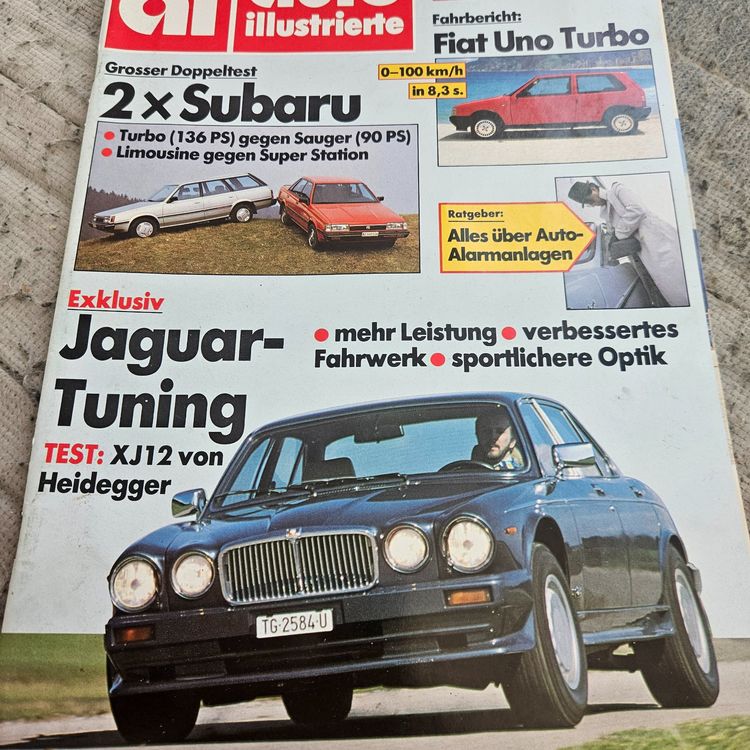 ai auto
illustrierte
Fahrbericht:
Fiat Uno Turbo
0–100 km/h
in 8,3 s.
Grosser Doppeltest
2 x Subaru
• Turbo (136 PS) gegen Sauger (90 PS)
• Limousine gegen Super Station
Ratgeber:
Alles über Auto-
Alarmanlagen
Exklusiv
Jaguar-
Tuning
• mehr Leistung • verbessertes
Fahrwerk • sportlichere Optik
TEST: XJ12 von
Heidegger
TG·2584·U